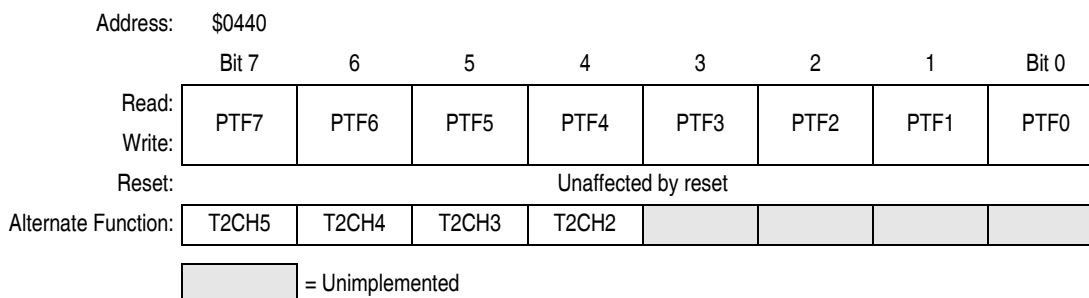 Address: $0440
Bit 7 6 5 4 3 2 1 Bit 0
Read:
PTF7 PTF6 PTF5 PTF4 PTF3 PTF2 PTF1 PTF0
Write:
Reset: Unaffected by reset
Alternate Function: T2CH5 T2CH4 T2CH3 T2CH2
= Unimplemented